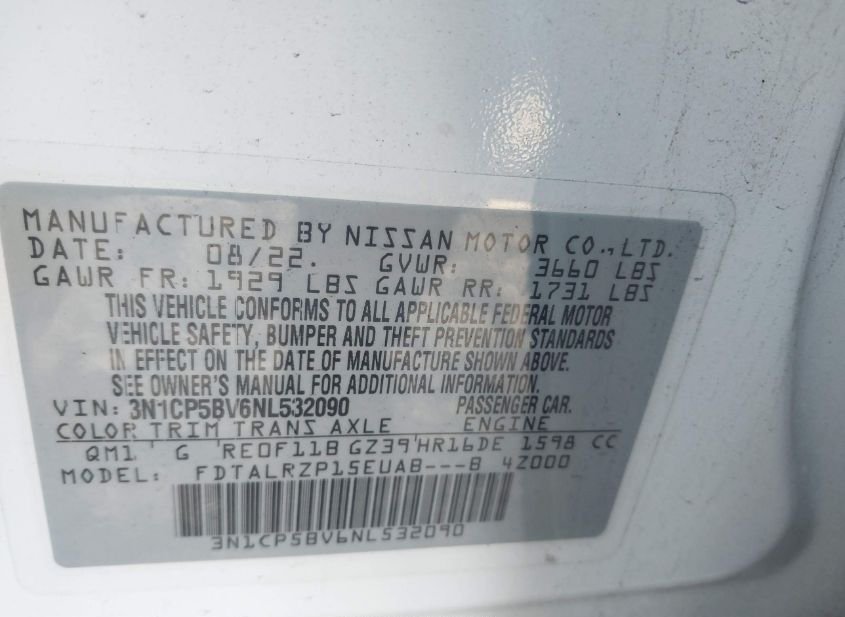 MANUFACTURED BY NISSAN MOTOR CO., LTD.
DATE: 08/22. GVWR: 3660 LBS
GAWR FR: 1929 LBS GAWR RR: 1731 LBS
THIS VEHICLE CONFORMS TO ALL APPLICABLE FEDERAL MOTOR
VEHICLE SAFETY, BUMPER AND THEFT PREVENTION STANDARDS
IN EFFECT ON THE DATE OF MANUFACTURE SHOWN ABOVE.
SEE OWNER'S MANUAL FOR ADDITIONAL INFORMATION.
VIN: 3N1CP5BV6NL532090 PASSENGER CAR.
COLOR TRIM TRANS AXLE ENGINE
QM1 G RE0F11B GZ39 HR16DE 1598 CC
MODEL: FDTALRZP15EUAB---B 4Z000
3N1CP5BV6NL532090